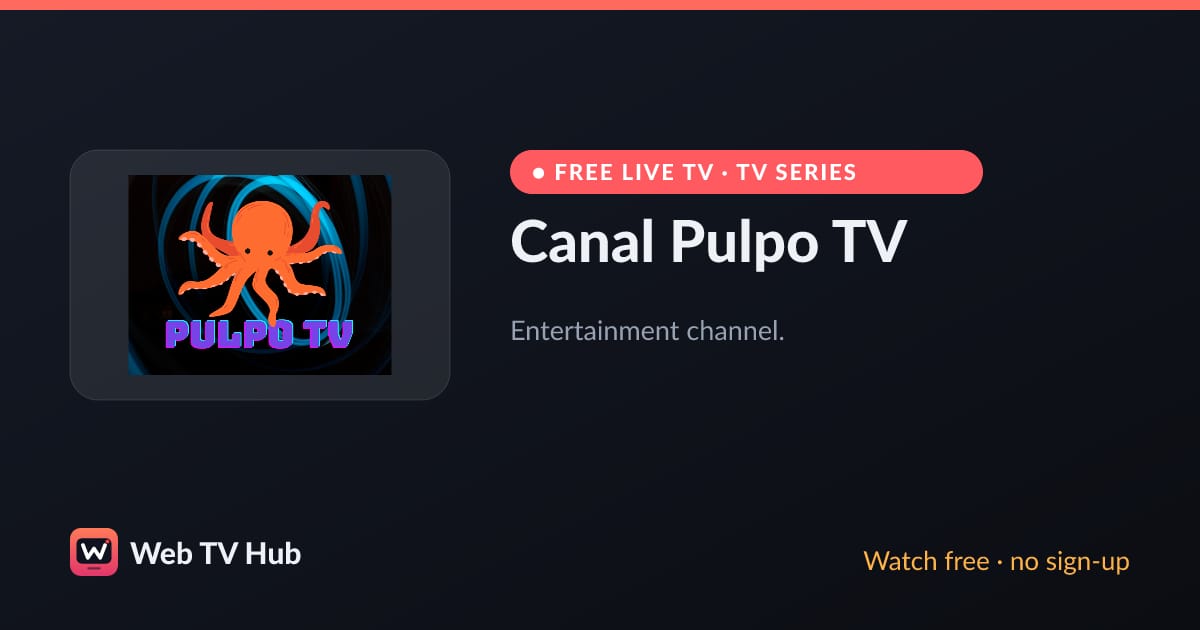 PULPO TV
● FREE LIVE TV · TV SERIES
Canal Pulpo TV
Entertainment channel.
W Web TV Hub
Watch free · no sign-up